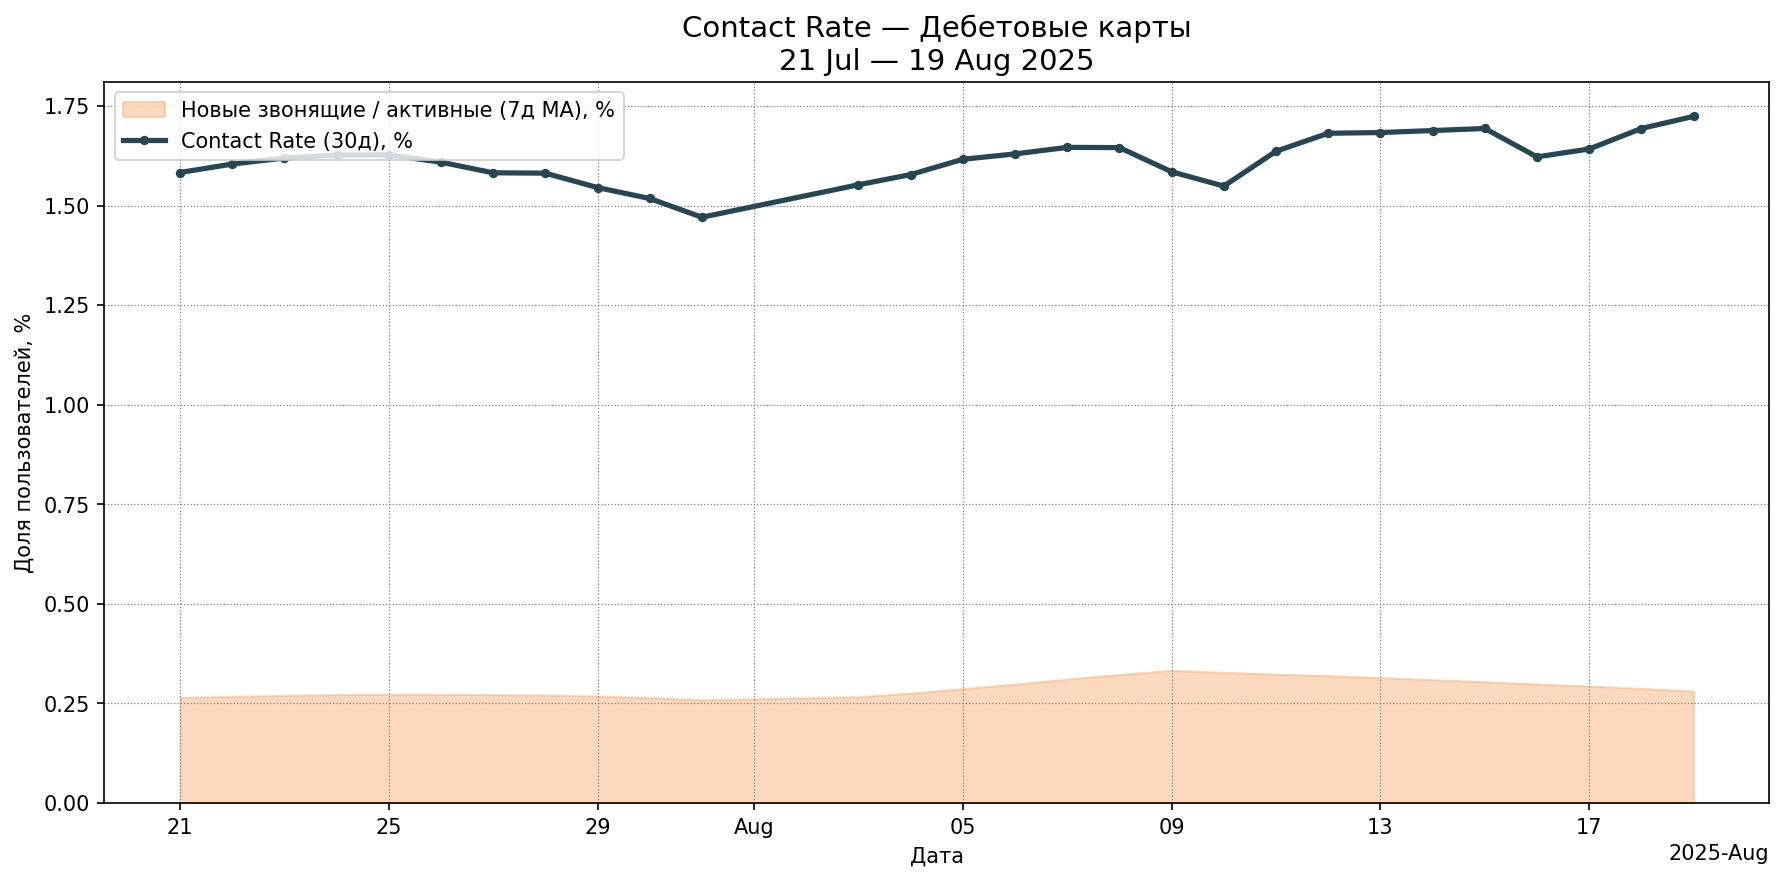 Contact Rate — Дебетовые карты
21 Jul — 19 Aug 2025
Новые звонящие / активные (7д MA), %
Contact Rate (30д), %
Доля пользователей, %
1.75
1.50
1.25
1.00
0.75
0.50
0.25
0.00
21 25 29 Aug 05 09 13 17
Дата
2025-Aug